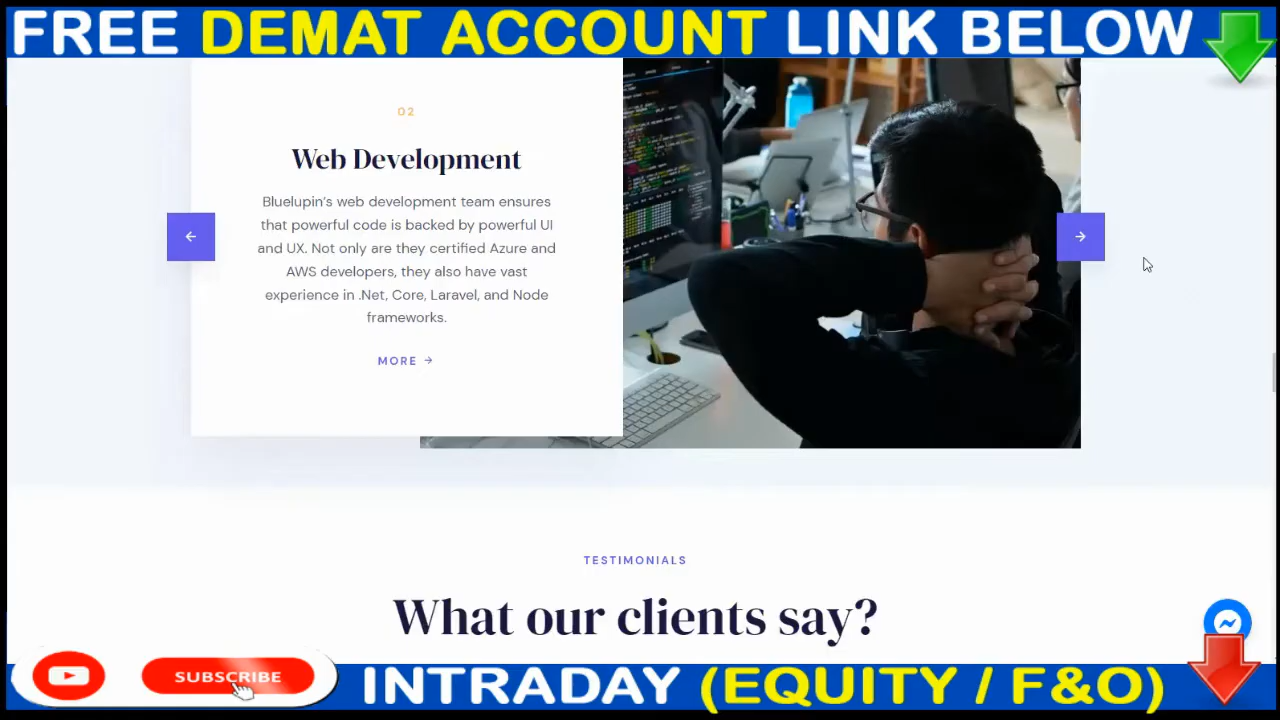 FREE DEMAT ACCOUNT LINK BELOW
02
Web Development
Bluelupin's web development team ensures
that powerful code is backed by powerful UI
and UX. Not only are they certified Azure and
AWS developers, they also have vast
experience in .Net, Core, Laravel, and Node
frameworks.
MORE →
TESTIMONIALS
What our clients say?
SUBSCRIBE
INTRADAY (EQUITY / F&O)